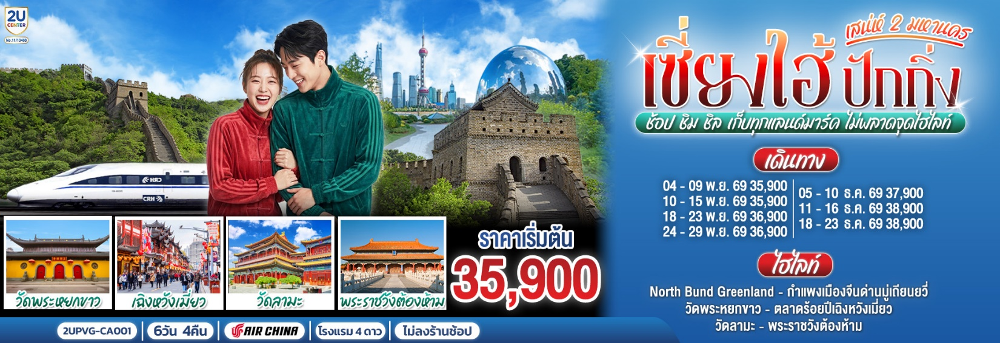 2U
CENTER
No.11/13488
เสน่ห์ 2 มหานคร
เซี่ยงไฮ้ ปักกิ่ง
ช้อป ชิม ชิล เก็บทุกแลนด์มาร์ค ไม่พลาดจุดไฮไลท์
เดินทาง
04 - 09 พ.ย. 69 35,900
10 - 15 พ.ย. 69 35,900
18 - 23 พ.ย. 69 36,900
24 - 29 พ.ย. 69 36,900
05 - 10 ธ.ค. 69 37,900
11 - 16 ธ.ค. 69 38,900
18 - 23 ธ.ค. 69 38,900
ไฮไลท์
North Bund Greenland - กำแพงเมืองจีนด่านมู่เถียนยวี่
วัดพระหยกขาว - ตลาดร้อยปีเฉิงหวังเมี่ยว
วัดลามะ - พระราชวังต้องห้าม
CRH
CRH
วัดพระหยกขาว
เฉิงหวังเมี่ยว
วัดลามะ
พระราชวังต้องห้าม
ราคาเริ่มต้น
35,900
2UPVG-CA001
6วัน 4คืน
AIR CHINA
โรงแรม 4 ดาว
ไม่ลงร้านช้อป